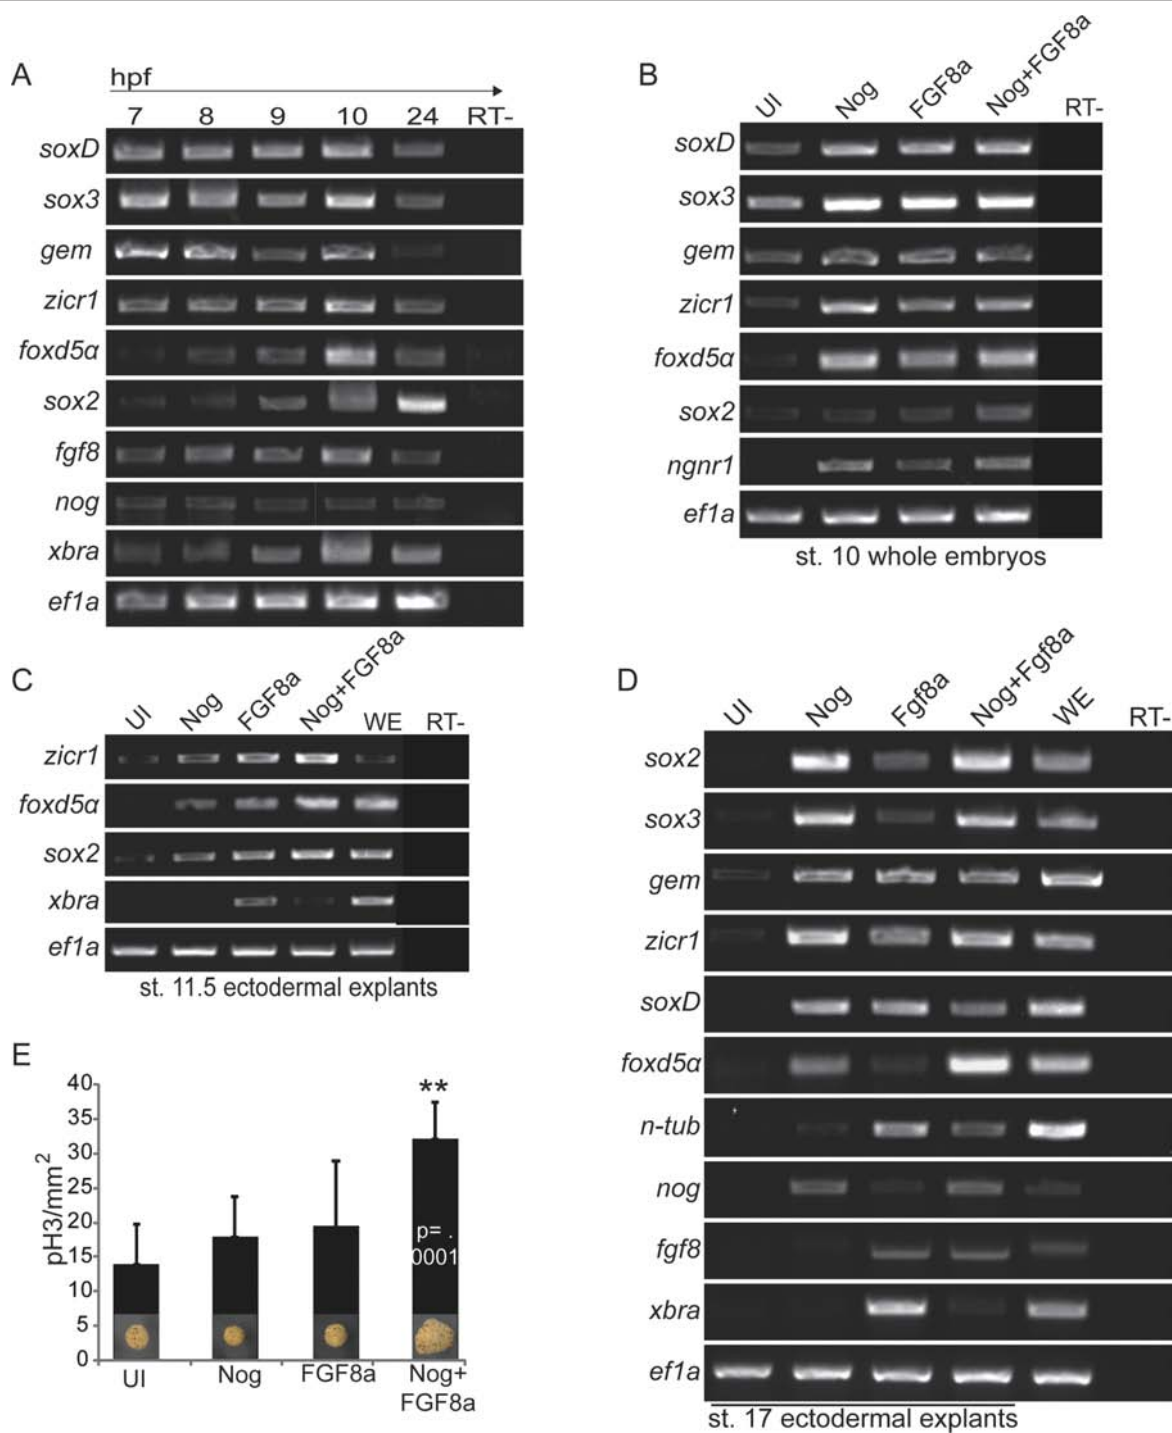 A
hpf
7 8 9 10 24 RT-
soxD
sox3
gem
zicr1
foxd5α
sox2
fgf8
nog
xbra
ef1a
B
UI Nog FGF8a Nog+FGF8a RT-
soxD
sox3
gem
zicr1
foxd5α
sox2
ngnr1
ef1a
st. 10 whole embryos
C
UI Nog FGF8a Nog+FGF8a WE RT-
zicr1
foxd5α
sox2
xbra
ef1a
st. 11.5 ectodermal explants
D
UI Nog Fgf8a Nog+Fgf8a WE RT-
sox2
sox3
gem
zicr1
soxD
foxd5α
n-tub
nog
fgf8
xbra
ef1a
st. 17 ectodermal explants
E
pH3/mm²
40
35
30
25
20
15
10
5
0
**
p= .
0001
UI Nog FGF8a Nog+
FGF8a